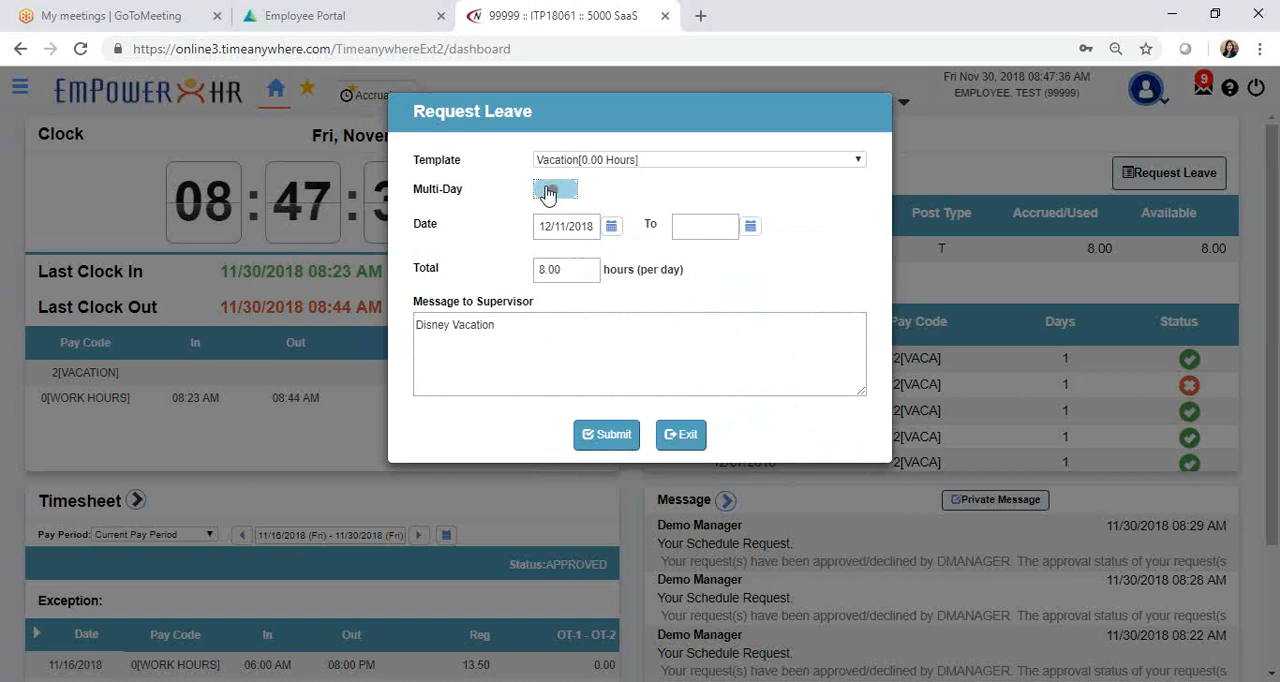 My meetings | GoToMeeting
Employee Portal
99999 :: ITP18061 :: 5000 SaaS
https://online3.timeanywhere.com/TimeanywhereExt2/dashboard
EMPOWER HR
Accrua
Fri Nov 30, 2018 08:47:36 AM
EMPLOYEE, TEST (99999)
9
Clock
Fri, Nover
08:47:3
Last Clock In
11/30/2018 08:23 AM
Last Clock Out
11/30/2018 08:44 AM
Pay Code In Out
2[VACATION]
0[WORK HOURS] 08:23 AM 08:44 AM
Request Leave
Template
Vacation[0.00 Hours]
Multi-Day
Date
12/11/2018
To
Total
8.00
hours (per day)
Message to Supervisor
Disney Vacation
Submit
Exit
Request Leave
Post Type Accrued/Used Available
T 8.00 8.00
Pay Code Days Status
2[VACA] 1
2[VACA] 1
2[VACA] 1
2[VACA] 1
2[VACA] 1
Timesheet
Pay Period: Current Pay Period
11/16/2018 (Fri) - 11/30/2018 (Fri)
Status:APPROVED
Exception:
Date Pay Code In Out Reg OT-1 - OT-2
11/16/2018 0[WORK HOURS] 06:00 AM 08:00 PM 13.50 0.00
Message
Private Message
Demo Manager 11/30/2018 08:29 AM
Your Schedule Request.
Your request(s) have been approved/declined by DMANAGER. The approval status of your request(s
Demo Manager 11/30/2018 08:28 AM
Your Schedule Request.
Your request(s) have been approved/declined by DMANAGER. The approval status of your request(s
Demo Manager 11/30/2018 08:22 AM
Your Schedule Request.
Your request(s) have been approved/declined by DMANAGER. The approval status of your request(s